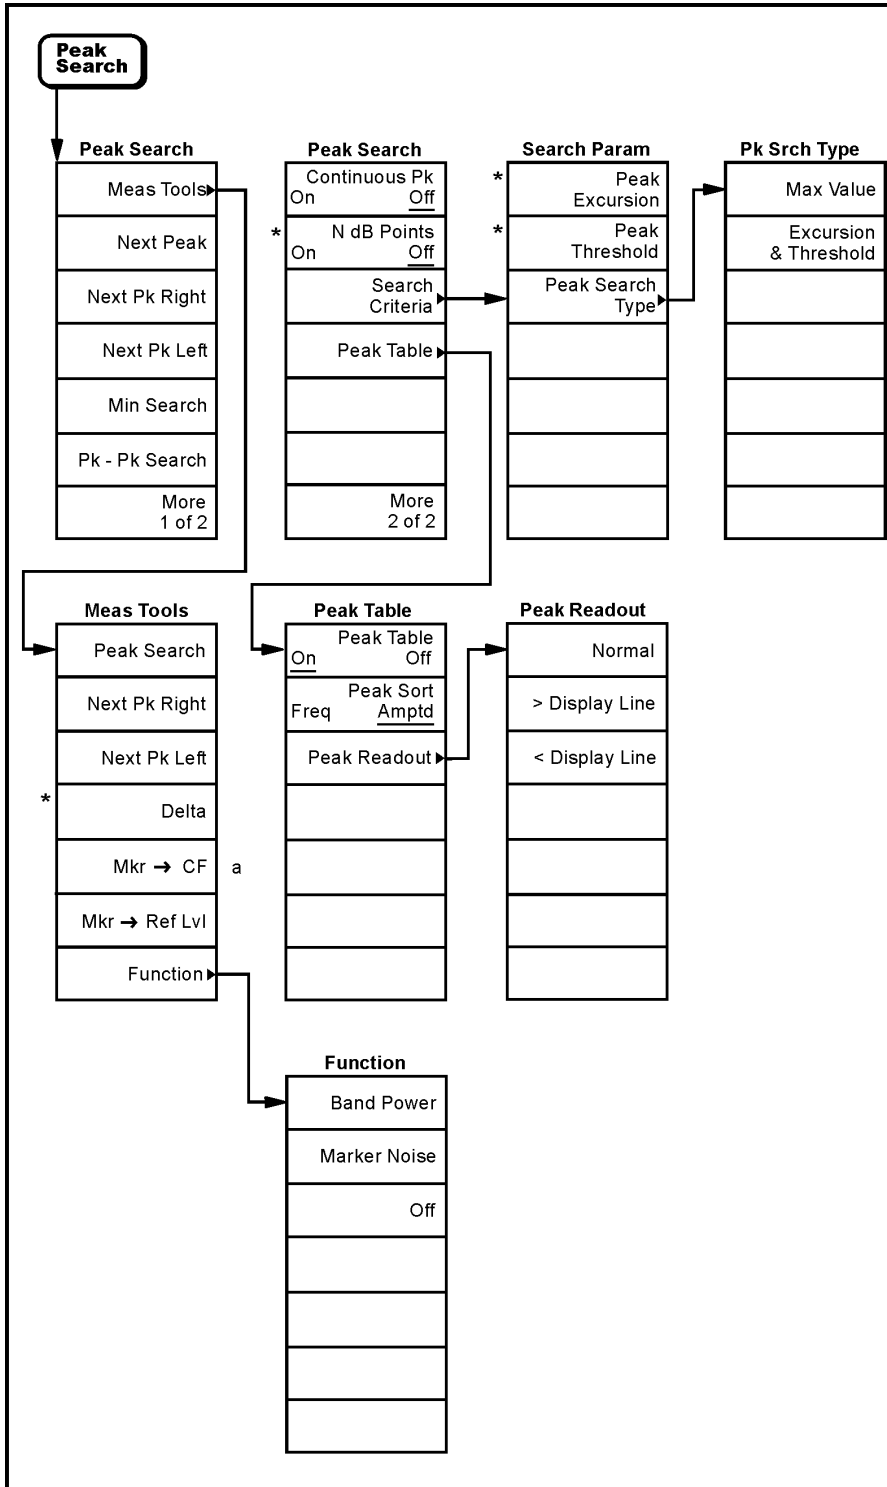 Peak
Search
Peak Search
Meas Tools
Next Peak
Next Pk Right
Next Pk Left
Min Search
Pk - Pk Search
More
1 of 2
Peak Search
Continuous Pk
On Off
* N dB Points
On Off
Search
Criteria
Peak Table
More
2 of 2
Search Param
* Peak
Excursion
* Peak
Threshold
Peak Search
Type
Pk Srch Type
Max Value
Excursion
& Threshold
Meas Tools
Peak Search
Next Pk Right
Next Pk Left
* Delta
Mkr → CF a
Mkr → Ref Lvl
Function
Peak Table
Peak Table
On Off
Peak Sort
Freq Amptd
Peak Readout
Peak Readout
Normal
> Display Line
< Display Line
Function
Band Power
Marker Noise
Off